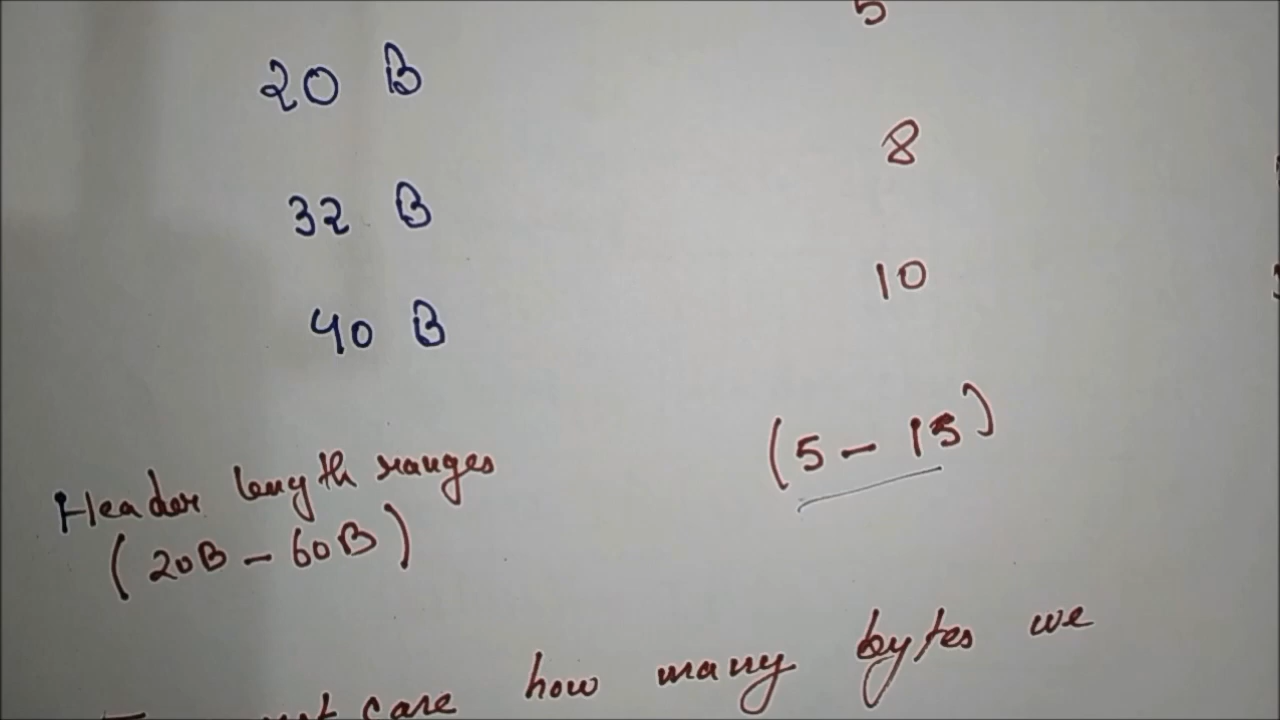 5
20 B
8
32 B
10
40 B
(5 - 15)
Header length ranges
(20B - 60B)
how many bytes we
care